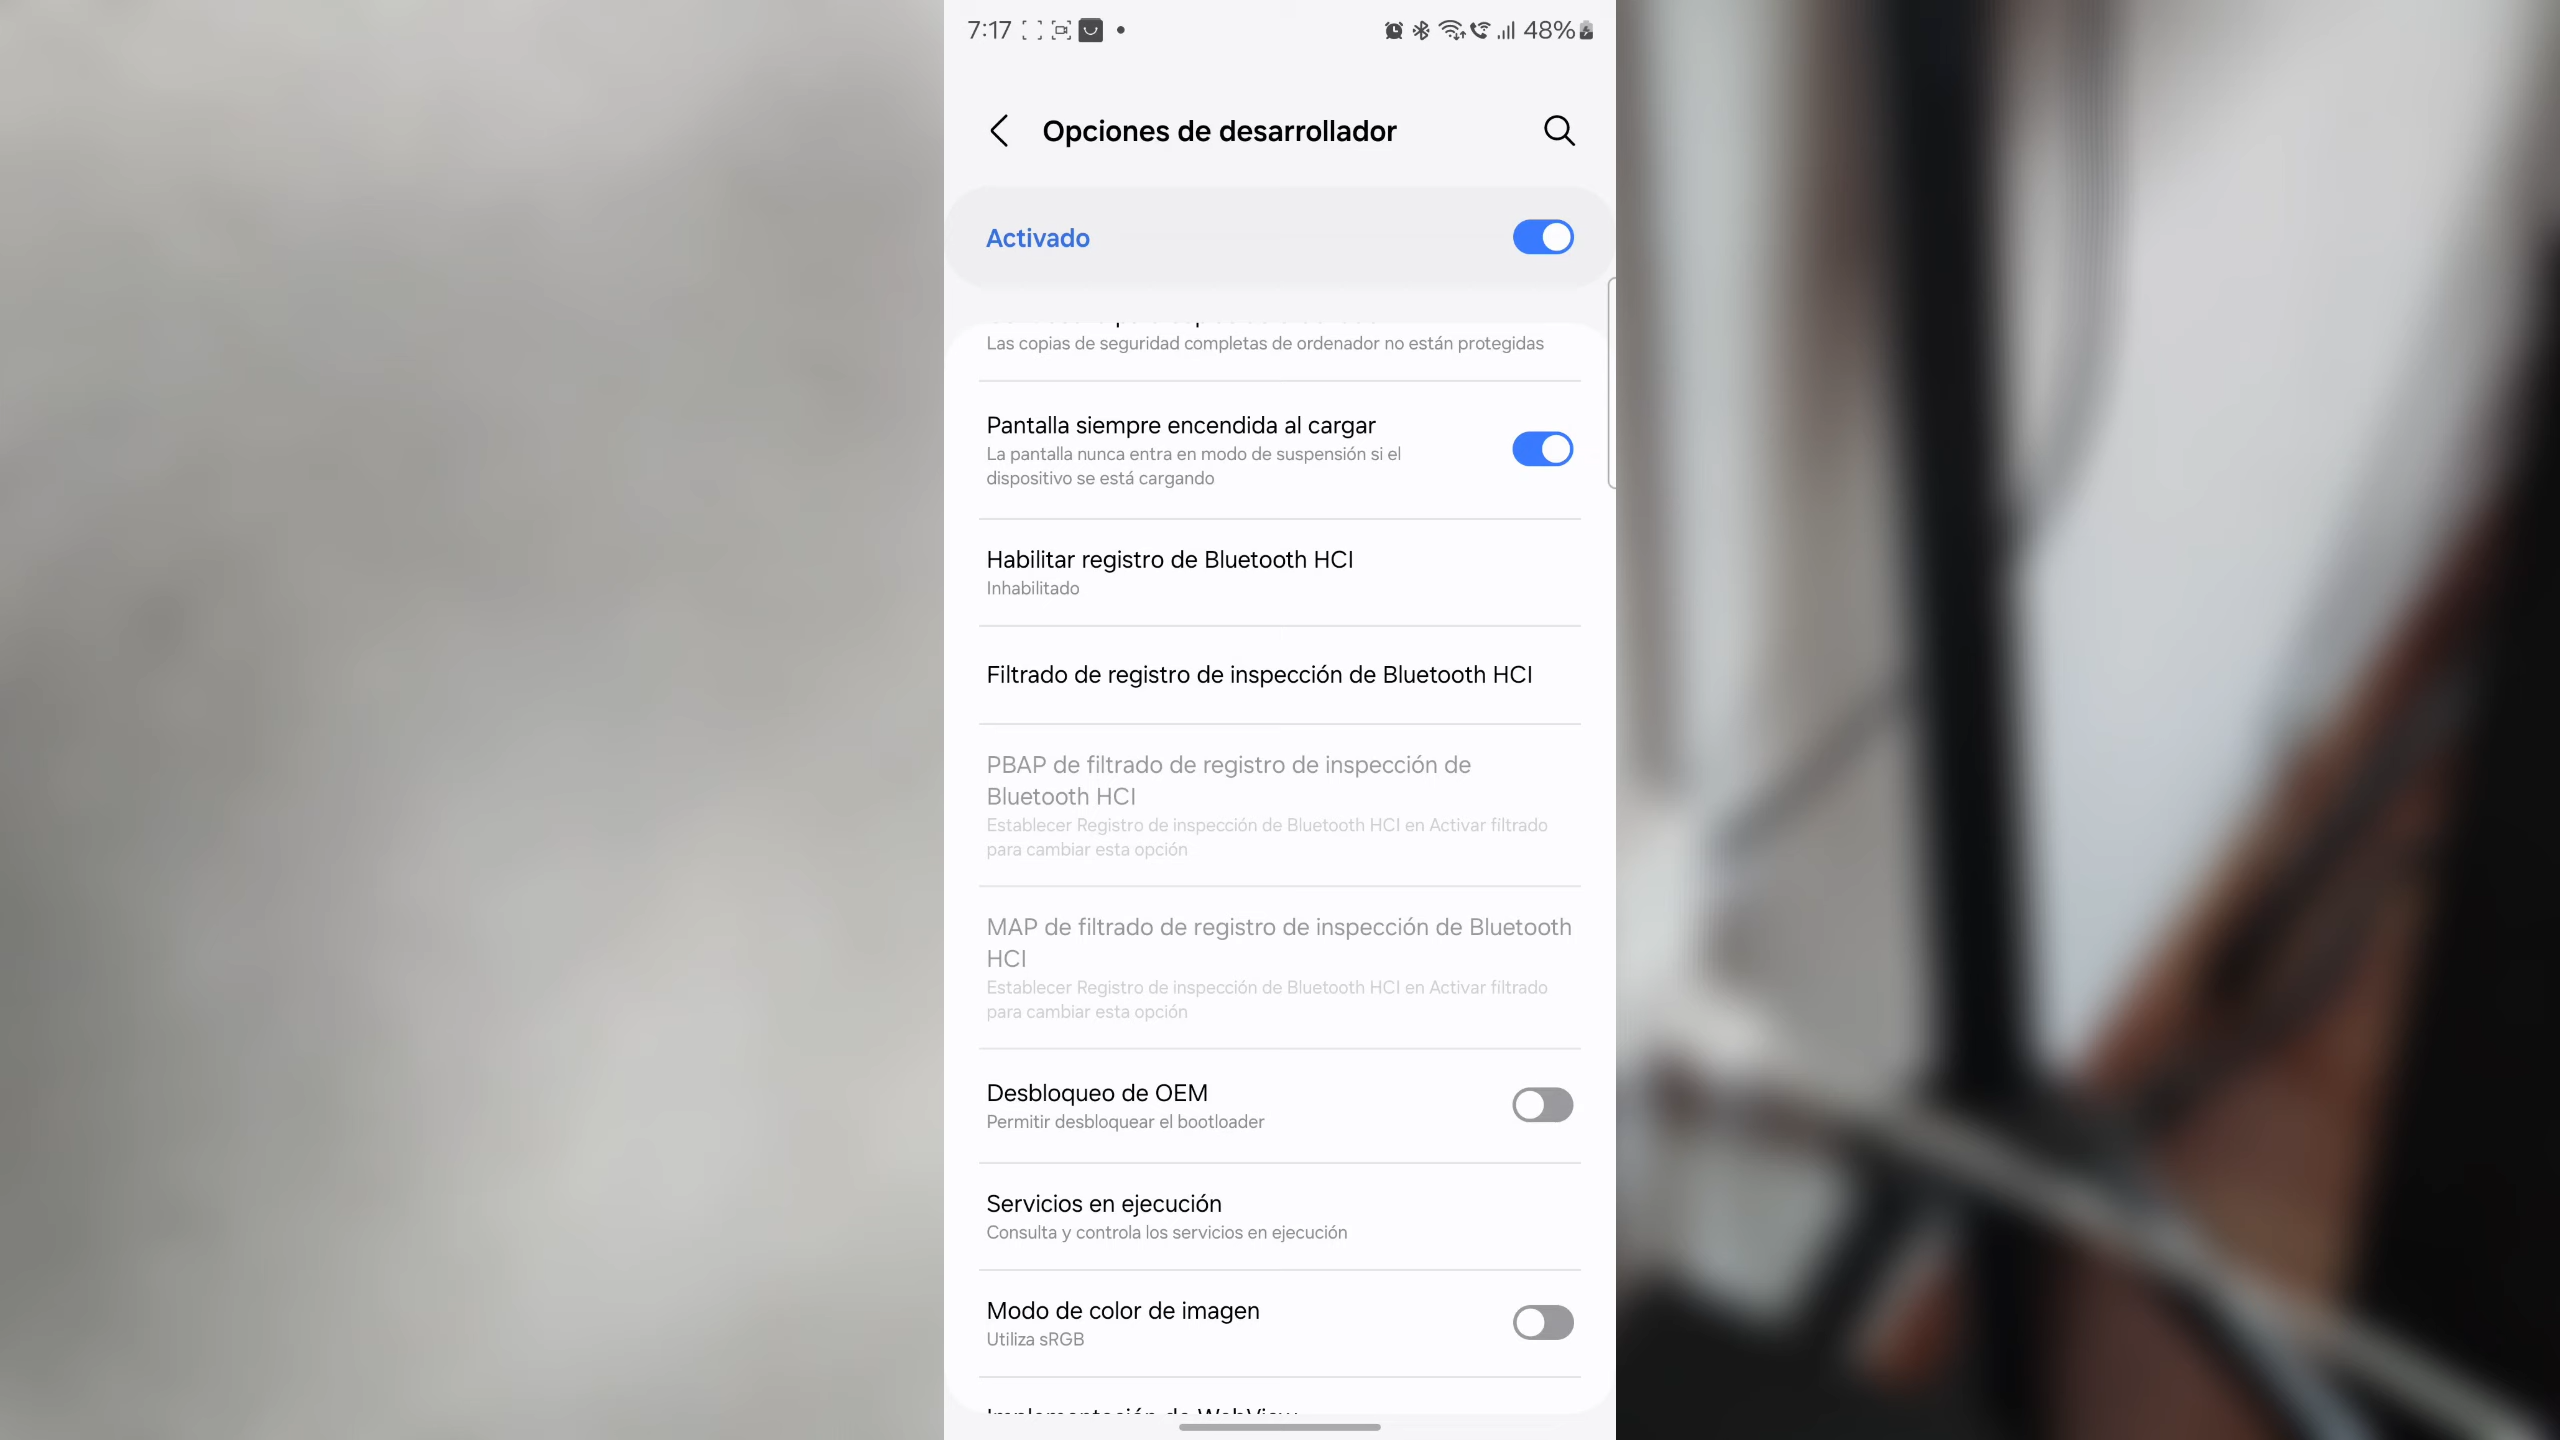 7:17
48%
Opciones de desarrollador
Activado
Las copias de seguridad completas de ordenador no están protegidas
Pantalla siempre encendida al cargar
La pantalla nunca entra en modo de suspensión si el
dispositivo se está cargando
Habilitar registro de Bluetooth HCI
Inhabilitado
Filtrado de registro de inspección de Bluetooth HCI
PBAP de filtrado de registro de inspección de
Bluetooth HCI
Establecer Registro de inspección de Bluetooth HCI en Activar filtrado
para cambiar esta opción
MAP de filtrado de registro de inspección de Bluetooth
HCI
Establecer Registro de inspección de Bluetooth HCI en Activar filtrado
para cambiar esta opción
Desbloqueo de OEM
Permitir desbloquear el bootloader
Servicios en ejecución
Consulta y controla los servicios en ejecución
Modo de color de imagen
Utiliza sRGB
Implementación de WebView